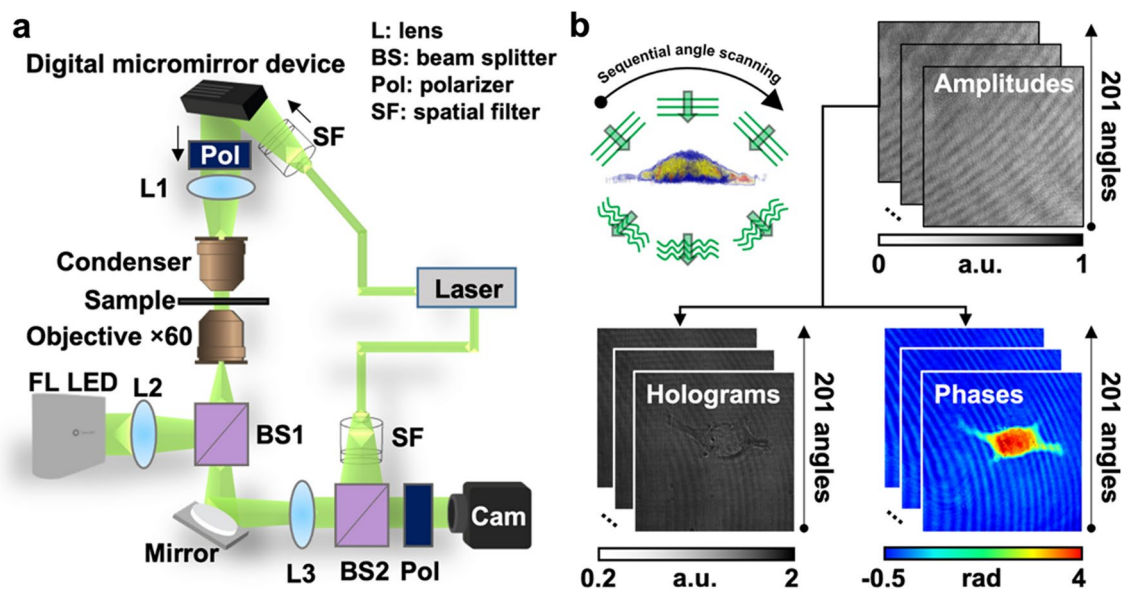 a
L: lens
BS: beam splitter
Pol: polarizer
SF: spatial filter
Digital micromirror device
SF
Pol
L1
Condenser
Sample
Objective ×60
Laser
FL LED
L2
BS1
SF
Cam
Mirror
L3
BS2
Pol
b
Sequential angle scanning
Amplitudes
201 angles
...
0
a.u.
1
Holograms
201 angles
...
0.2
a.u.
2
Phases
201 angles
...
-0.5
rad
4